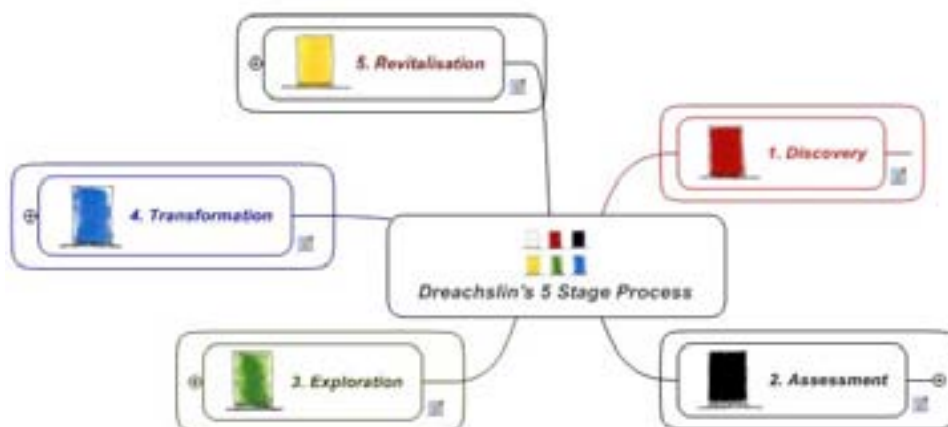 5. Revitalisation
1. Discovery
4. Transformation
Dreachslin's 5 Stage Process
3. Exploration
2. Assessment